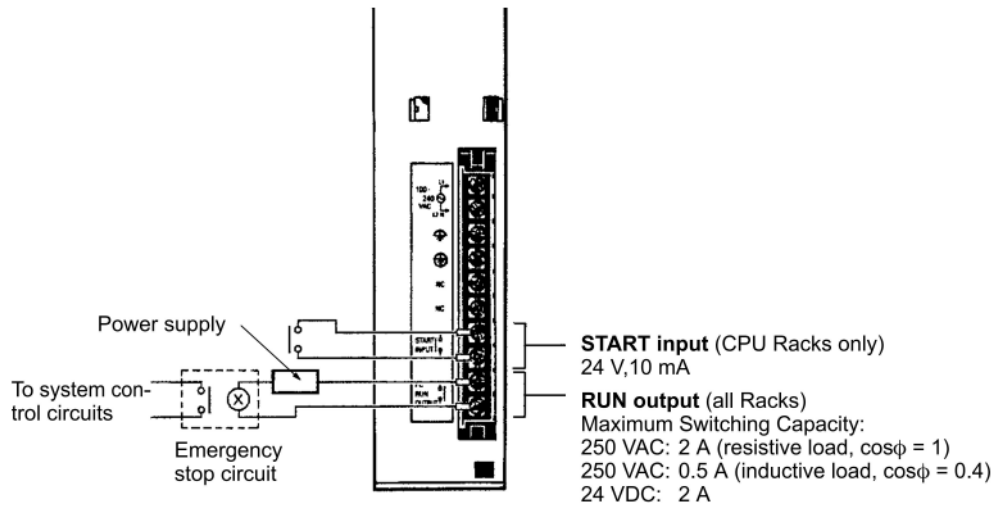 100-
240
VAC
L1
L2/N
NC
NC
START
INPUT
RUN
OUTPUT
Power supply
To system con-
trol circuits
Emergency
stop circuit
START input (CPU Racks only)
24 V,10 mA
RUN output (all Racks)
Maximum Switching Capacity:
250 VAC: 2 A (resistive load, cosϕ = 1)
250 VAC: 0.5 A (inductive load, cosϕ = 0.4)
24 VDC: 2 A